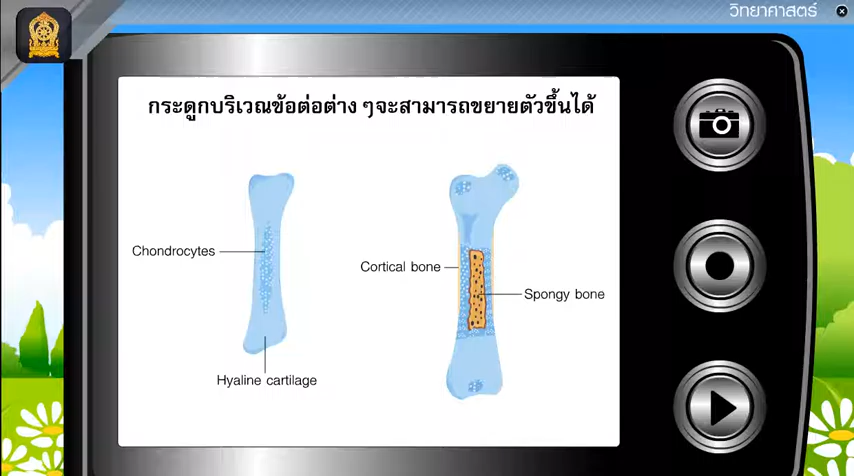 วิทยาศาสตร์
กระดูกบริเวณข้อต่อต่าง ๆจะสามารถขยายตัวขึ้นได้
Chondrocytes
Hyaline cartilage
Cortical bone
Spongy bone